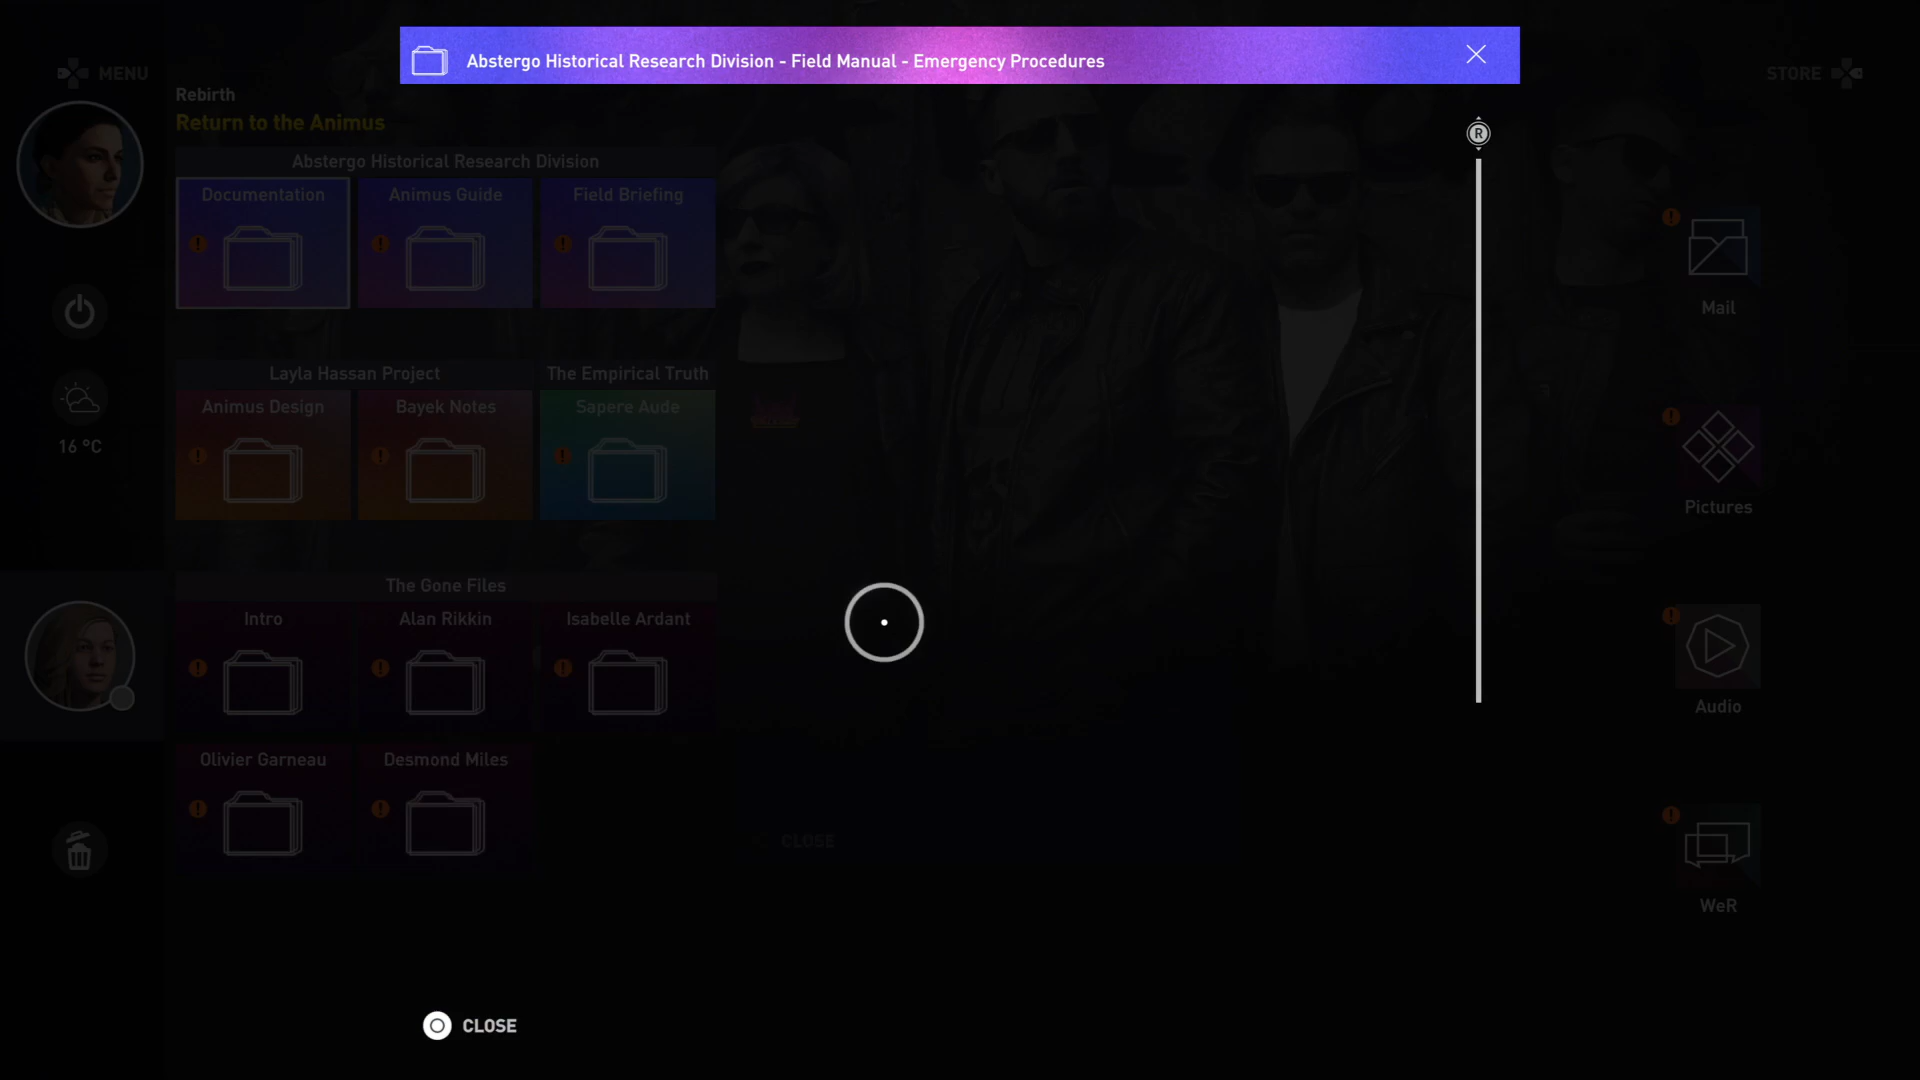 Abstergo Historical Research Division - Field Manual - Emergency Procedures
MENU
STORE
Rebirth
Return to the Animus
R
Abstergo Historical Research Division
Documentation
Animus Guide
Field Briefing
Mail
Layla Hassan Project
The Empirical Truth
Animus Design
Bayek Notes
Sapere Aude
16 °C
Pictures
The Gone Files
Intro
Alan Rikkin
Isabelle Ardant
Audio
Olivier Garneau
Desmond Miles
CLOSE
WeR
CLOSE